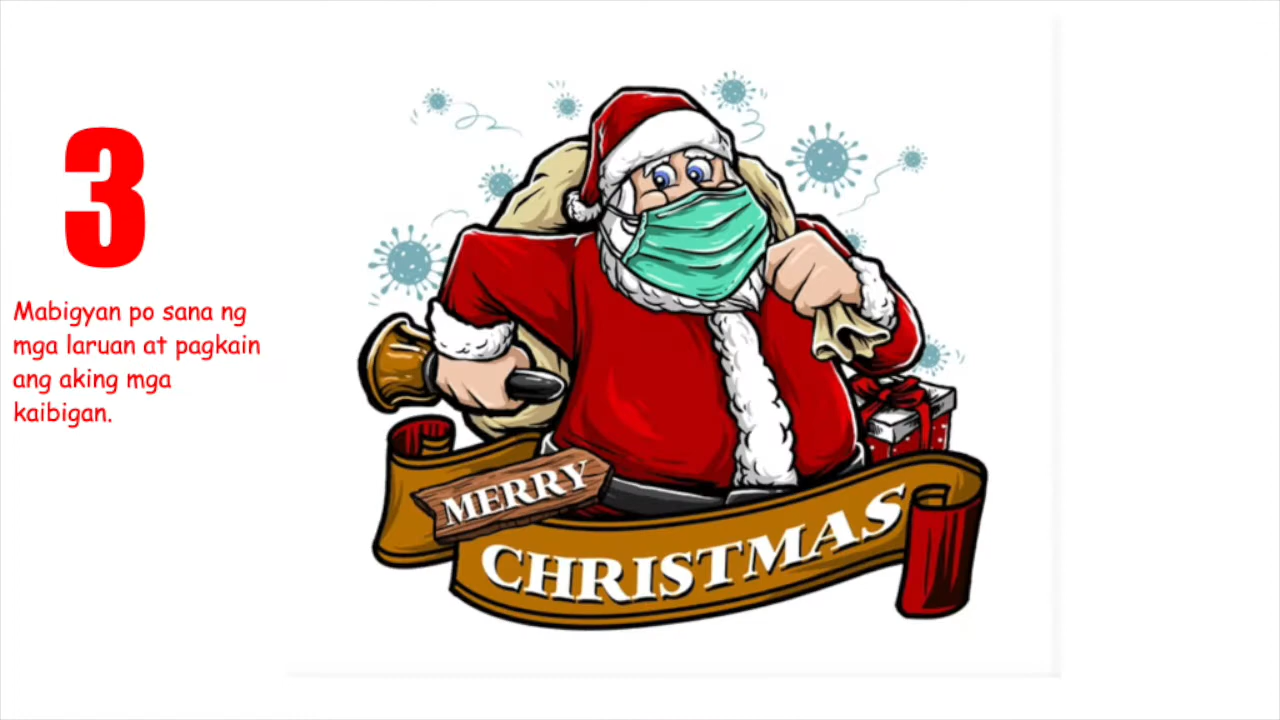 3
Mabigyan po sana ng
mga laruan at pagkain
ang aking mga
kaibigan.
MERRY
CHRISTMAS